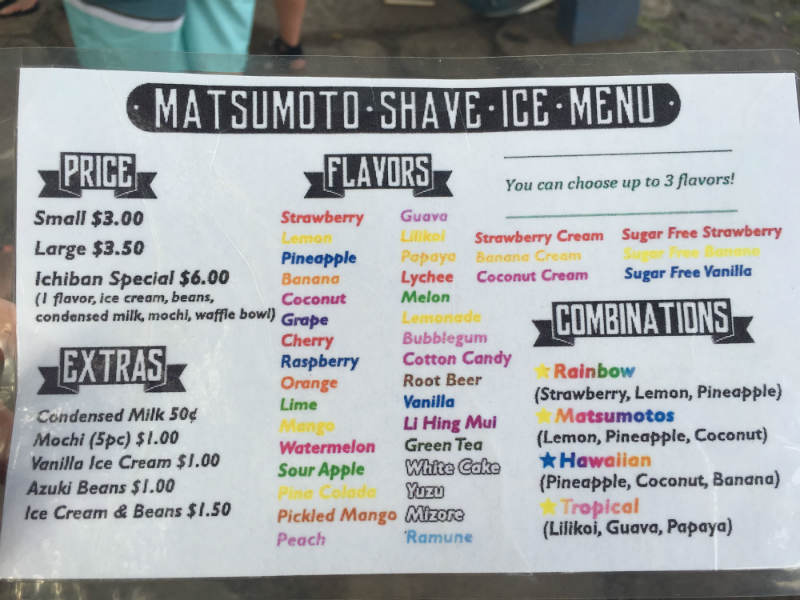 MATSUMOTO · SHAVE · ICE · MENU
PRICE
Small $3.00
Large $3.50
Ichiban Special $6.00
(1 flavor, ice cream, beans,
condensed milk, mochi, waffle bowl)
EXTRAS
Condensed Milk 50¢
Mochi (5pc) $1.00
Vanilla Ice Cream $1.00
Azuki Beans $1.00
Ice Cream & Beans $1.50
FLAVORS
Strawberry
Lemon
Pineapple
Banana
Coconut
Grape
Cherry
Raspberry
Orange
Lime
Mango
Watermelon
Sour Apple
Pina Colada
Pickled Mango
Peach
Guava
Lilikoi
Papaya
Lychee
Melon
Lemonade
Bubblegum
Cotton Candy
Root Beer
Vanilla
Li Hing Mui
Green Tea
White Cake
Yuzu
Mizore
Ramune
You can choose up to 3 flavors!
Strawberry Cream
Banana Cream
Coconut Cream
Sugar Free Strawberry
Sugar Free Banana
Sugar Free Vanilla
COMBINATIONS
Rainbow
(Strawberry, Lemon, Pineapple)
Matsumotos
(Lemon, Pineapple, Coconut)
Hawaiian
(Pineapple, Coconut, Banana)
Tropical
(Lilikoi, Guava, Papaya)